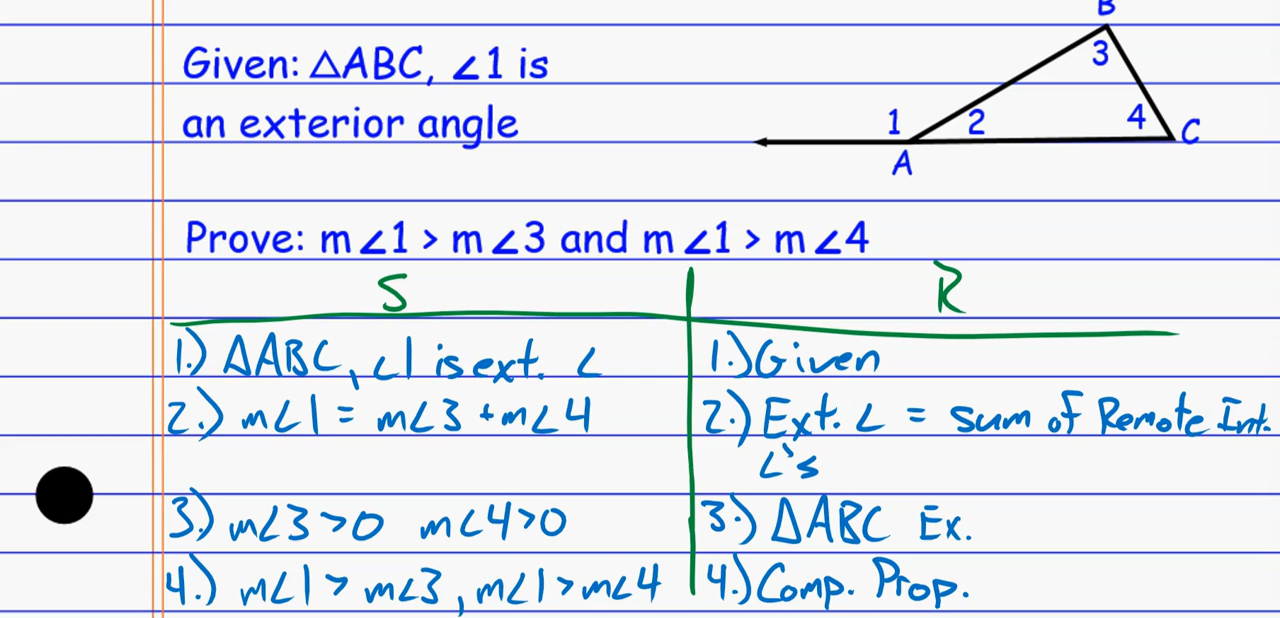 B
Given: △ABC, ∠1 is
3
an exterior angle
1 2 4 C
A
Prove: m∠1 > m∠3 and m∠1 > m∠4
S R
1.) △ABC, ∠1 is ext. ∠ 1.) Given
2.) m∠1 = m∠3 + m∠4 2.) Ext. ∠ = sum of Remote Int.
∠'s
3.) m∠3>0 m∠4>0 3.) △ABC Ex.
4.) m∠1 > m∠3, m∠1 > m∠4 4.) Comp. Prop.